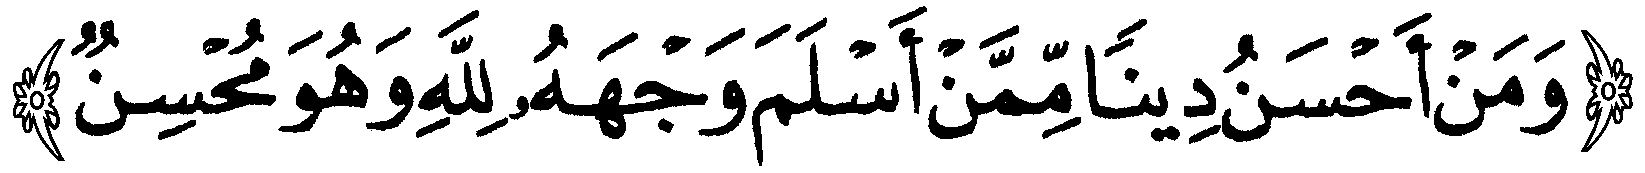 ﴿وَمَنْ أَحْسَنُ دِينًا مِّمَّنْ أَسْلَمَ وَجْهَهُۥ لِلَّهِ وَهُوَ مُحْسِنٌ﴾